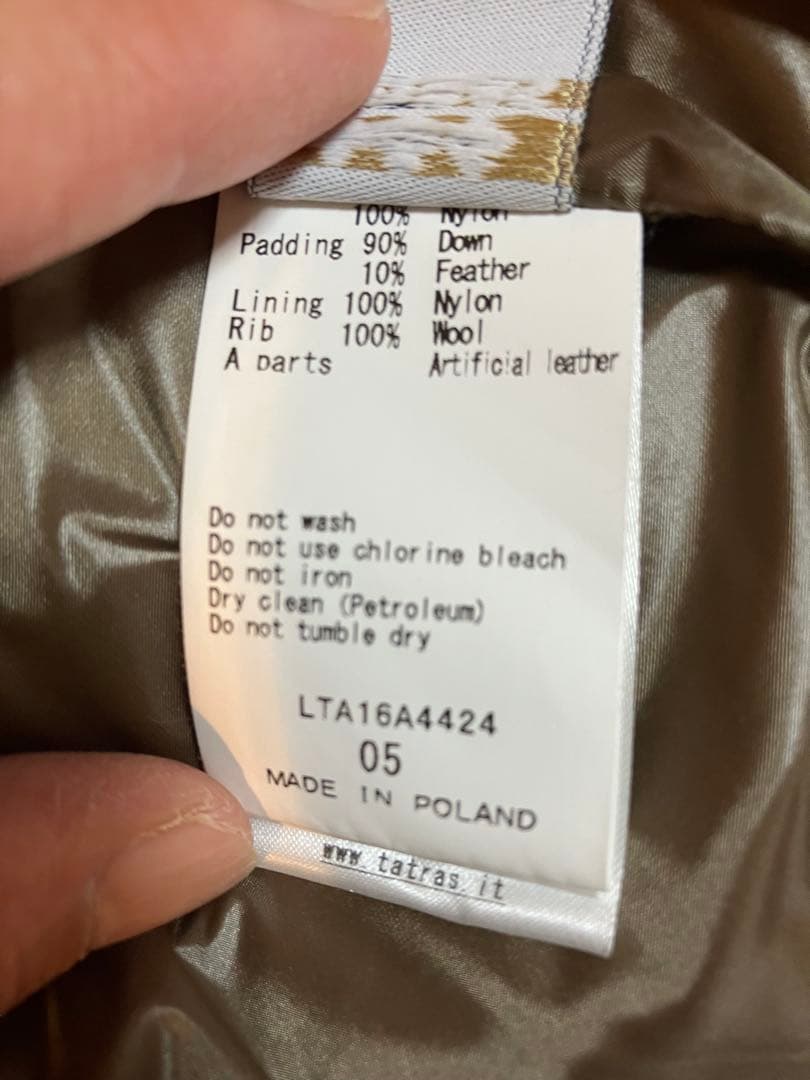 100% Nylon
Padding 90% Down
10% Feather
Lining 100% Nylon
Rib 100% Wool
A parts Artificial leather
Do not wash
Do not use chlorine bleach
Do not iron
Dry clean (Petroleum)
Do not tumble dry
LTA16A4424
05
MADE IN POLAND
www.tatras.it